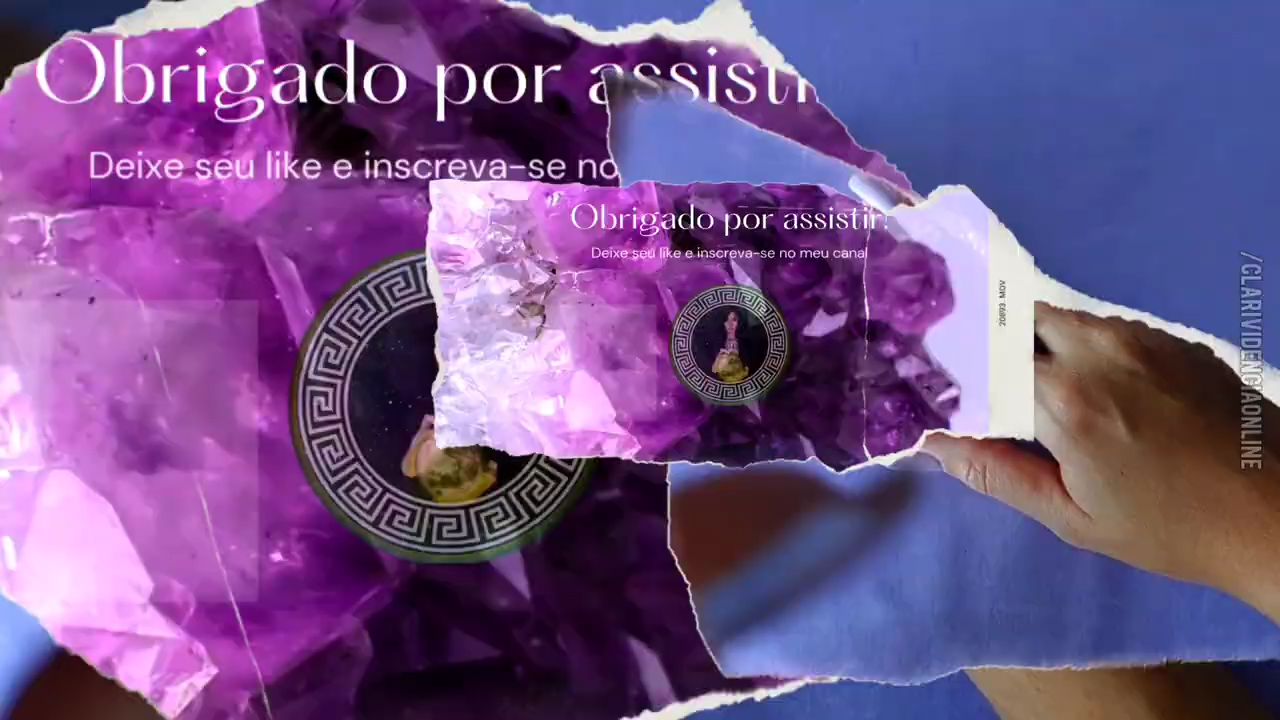 Obrigado por assistir
Deixe seu like e inscreva-se no
Obrigado por assistir!
Deixe seu like e inscreva-se no meu canal
/CLARIVIDENCIAONLINE